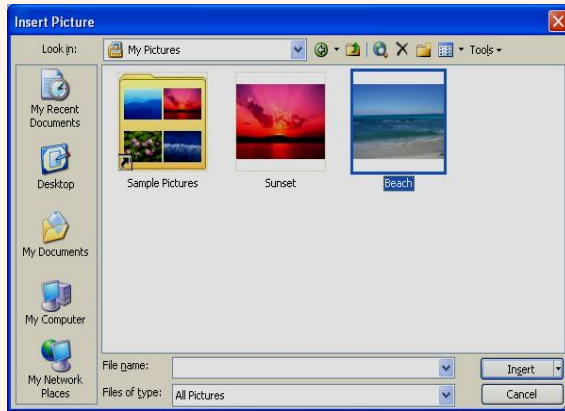 Insert Picture
Look in:
My Pictures
Tools
My Recent
Documents
Desktop
My Documents
My Computer
My Network
Places
Sample Pictures
Sunset
Beach
File name:
Files of type:
All Pictures
Insert
Cancel